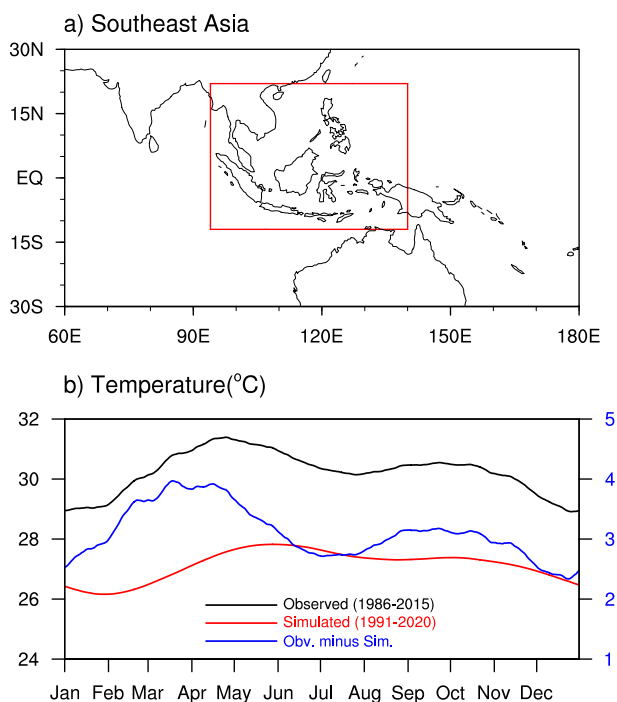 a) Southeast Asia
30N
15N
EQ
15S
30S
60E 90E 120E 150E 180E
b) Temperature(°C)
32 5
30 4
28 3
26 2
24 1
Observed (1986-2015)
Simulated (1991-2020)
Obv. minus Sim.
Jan Feb Mar Apr May Jun Jul Aug Sep Oct Nov Dec